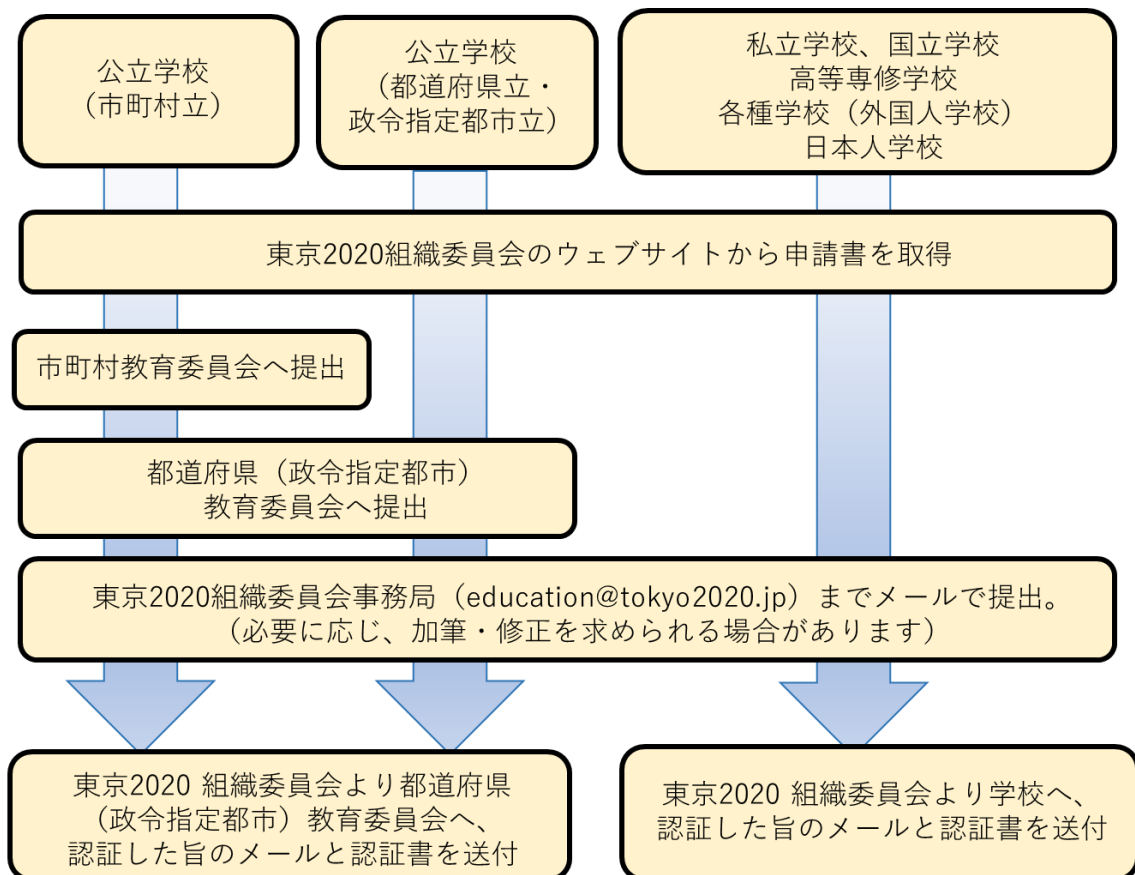 公立学校
（市町村立）
公立学校
（都道府県立・
政令指定都市立）
私立学校、国立学校
高等専修学校
各種学校（外国人学校）
日本人学校
東京2020組織委員会のウェブサイトから申請書を取得
市町村教育委員会へ提出
都道府県（政令指定都市）
教育委員会へ提出
東京2020組織委員会事務局（education@tokyo2020.jp）までメールで提出。
（必要に応じ、加筆・修正を求められる場合があります）
東京2020 組織委員会より都道府県
（政令指定都市）教育委員会へ、
認証した旨のメールと認証書を送付
東京2020 組織委員会より学校へ、
認証した旨のメールと認証書を送付